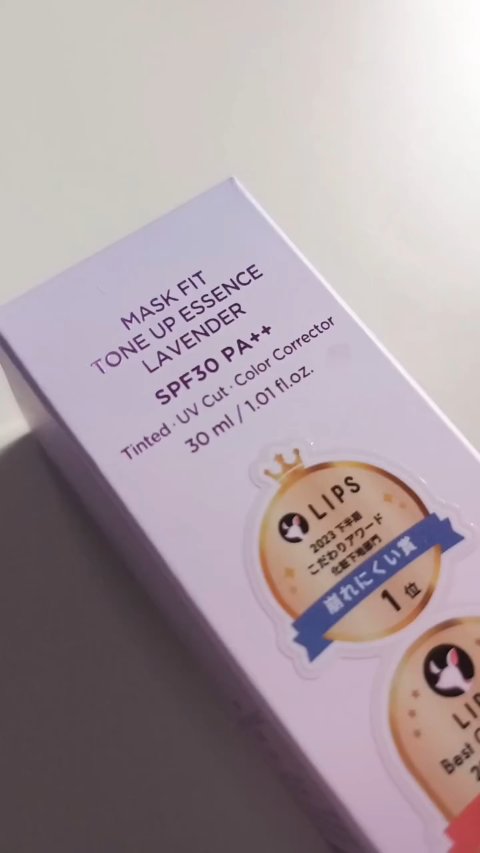 MASK FIT
TONE UP ESSENCE
LAVENDER
SPF30 PA++
Tinted · UV Cut · Color Corrector
30 ml / 1.01 fl.oz.
LIPS
2023 下半期
こだわりアワード
化粧下地部門
崩れにくい賞
1位
Best